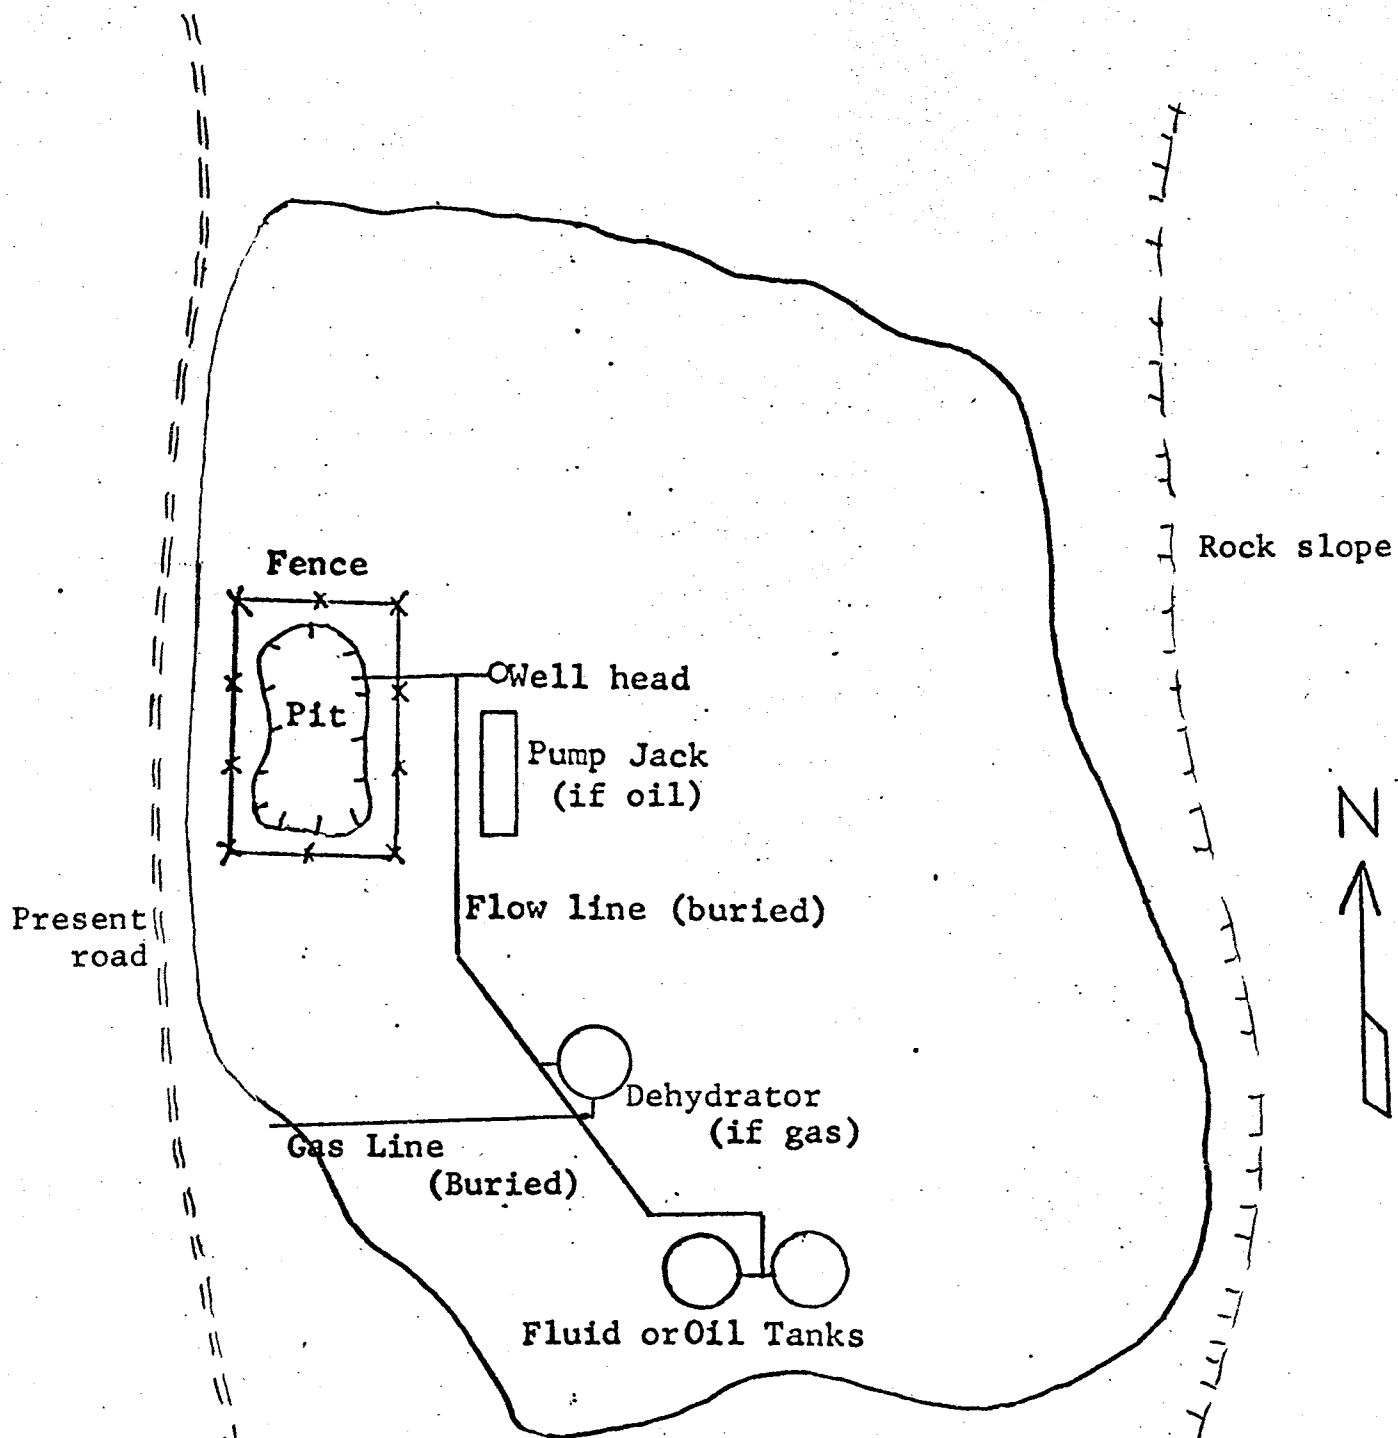 Rock slope
Fence
Well head
Pit
Pump Jack
(if oil)
N
Flow line (buried)
Present
road
Dehydrator
(if gas)
Gas Line
(Buried)
Fluid or Oil Tanks